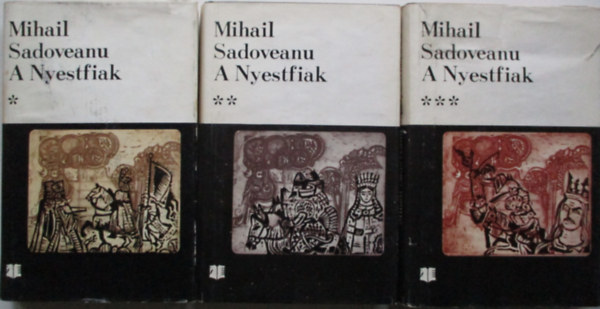 Mihail
Sadoveanu
A Nyestfiak
*
Mihail
Sadoveanu
A Nyestfiak
**
Mihail
Sadoveanu
A Nyestfiak
***